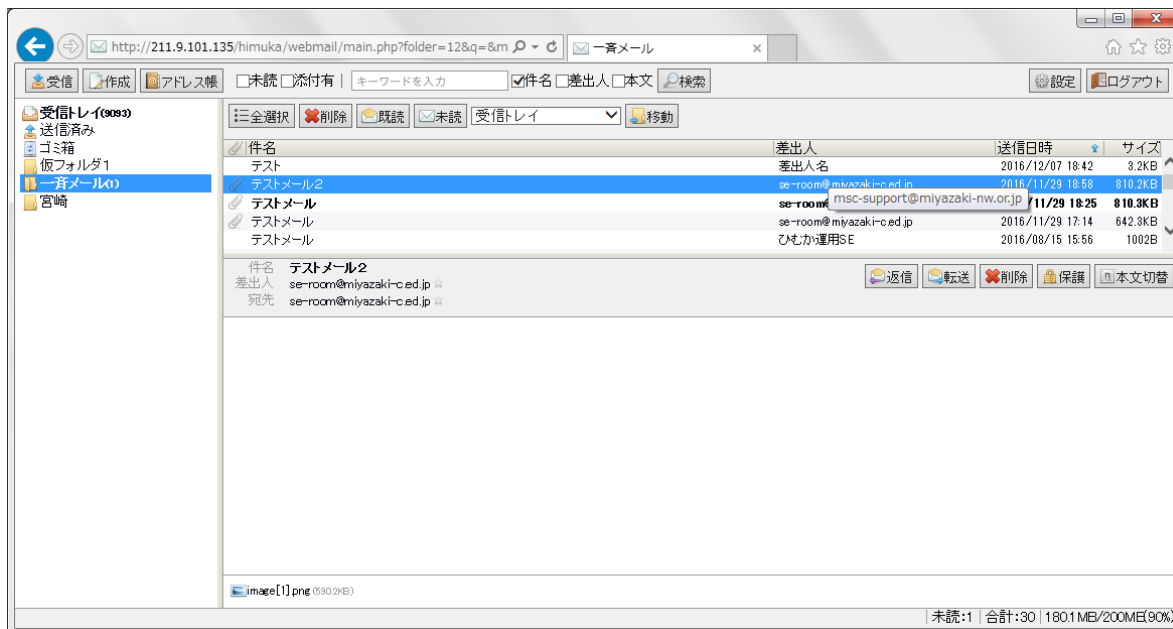 http://211.9.101.135/himuka/webmail/main.php?folder=12&q=&m
一斉メール
受信 作成 アドレス帳 未読 添付有 | キーワードを入力 件名 差出人 本文 検索 設定 ログアウト
受信トレイ(9093)
送信済み
ゴミ箱
仮フォルダ1
一斉メール(1)
宮崎
全選択 削除 既読 未読 受信トレイ 移動
件名 差出人 送信日時 サイズ
テスト 差出人名 2016/12/07 18:42 3.2KB
テストメール2 se-room@miyazaki-c.ed.jp 2016/11/29 18:58 810.2KB
msc-support@miyazaki-nw.or.jp
テストメール se-room /11/29 18:25 810.3KB
テストメール se-room@miyazaki-c.ed.jp 2016/11/29 17:14 642.3KB
テストメール ひむか運用SE 2016/08/15 15:56 1002B
件名 テストメール2
差出人 se-room@miyazaki-c.ed.jp
宛先 se-room@miyazaki-c.ed.jp
返信 転送 削除 保護 本文切替
image[1].png (590.2KB)
未読:1 | 合計:30 | 180.1MB/200MB(90%)